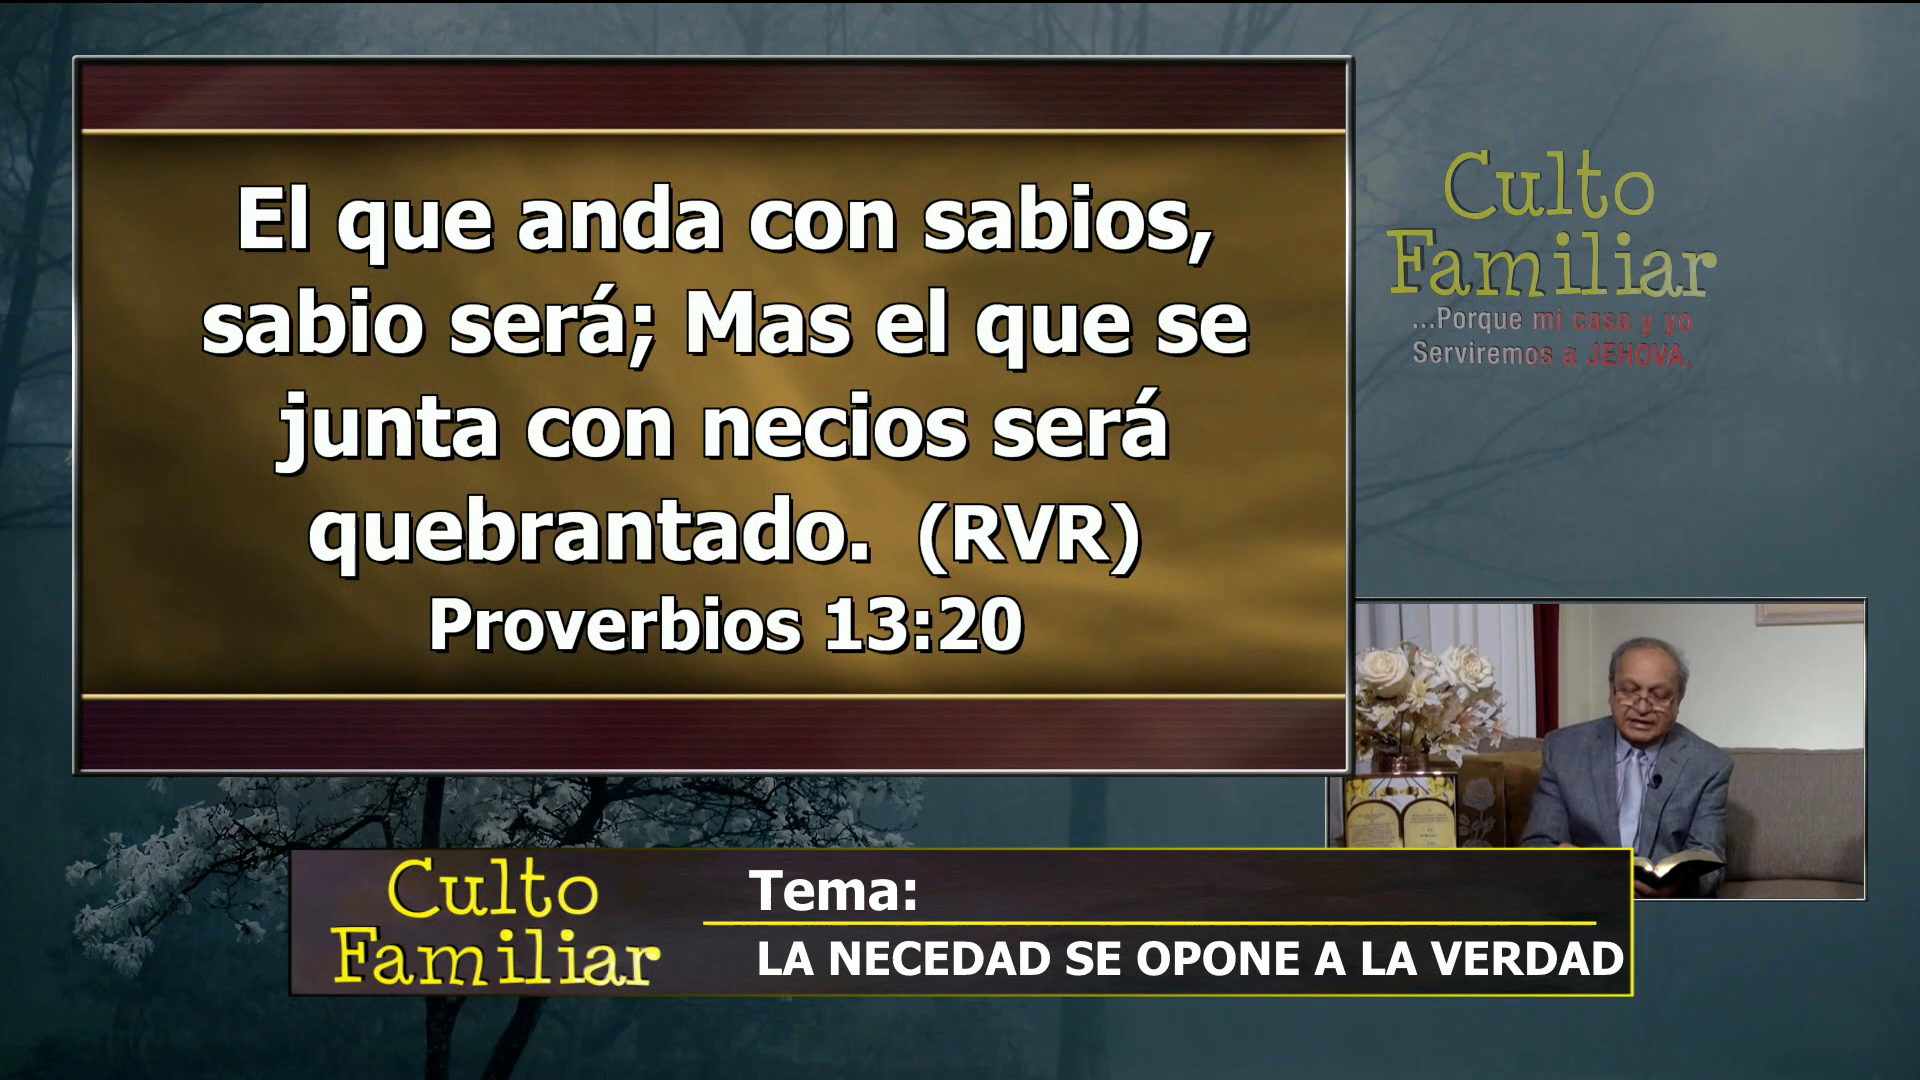 El que anda con sabios,
sabio será; Mas el que se
junta con necios será
quebrantado. (RVR)
Proverbios 13:20
Culto
Familiar
...Porque mi casa y yo
Serviremos a JEHOVA.
Culto
Familiar
Tema:
LA NECEDAD SE OPONE A LA VERDAD